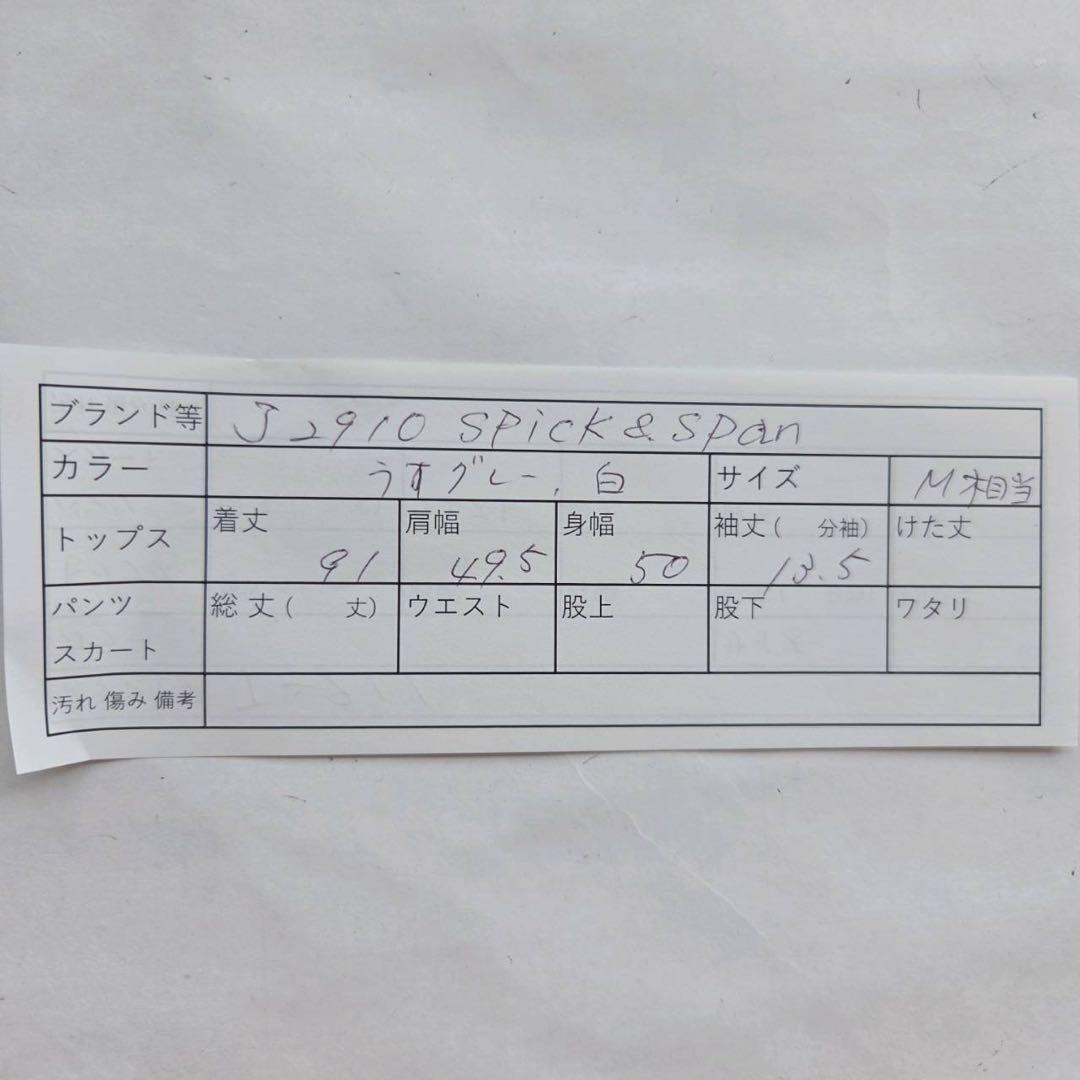 ブランド等 J2910 Spick & Span
カラー うすグレー、白 サイズ M相当
トップス 着丈 91 肩幅 49.5 身幅 50 袖丈( 分袖) 13.5 けた丈
パンツ 総丈( 丈) ウエスト 股上 股下 ワタリ
スカート
汚れ 傷み 備考